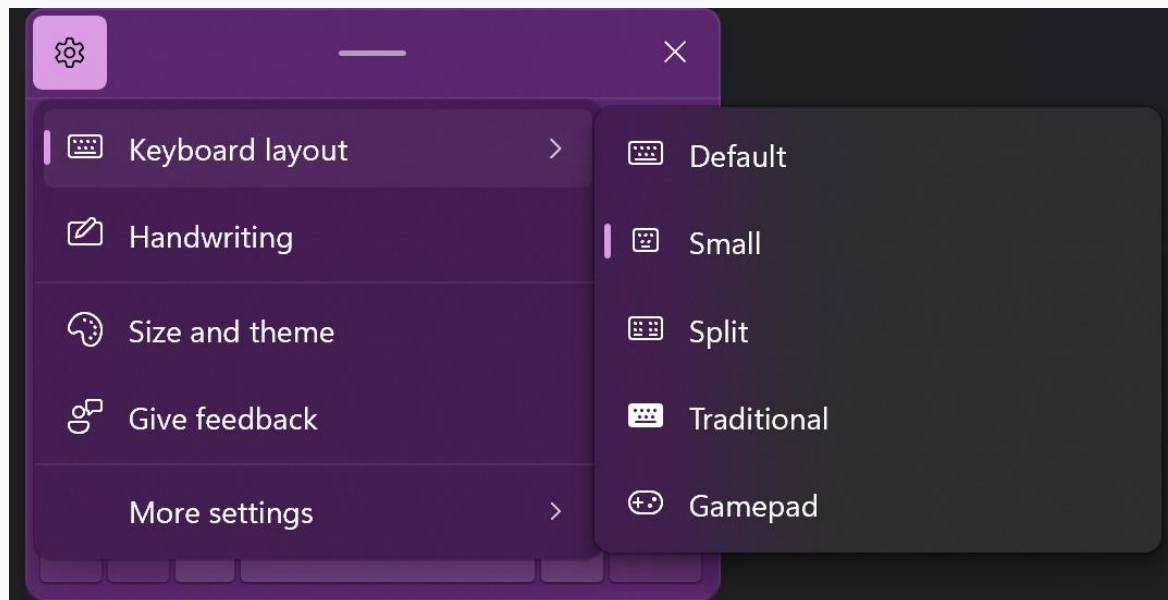 Keyboard layout
Handwriting
Size and theme
Give feedback
More settings
Default
Small
Split
Traditional
Gamepad